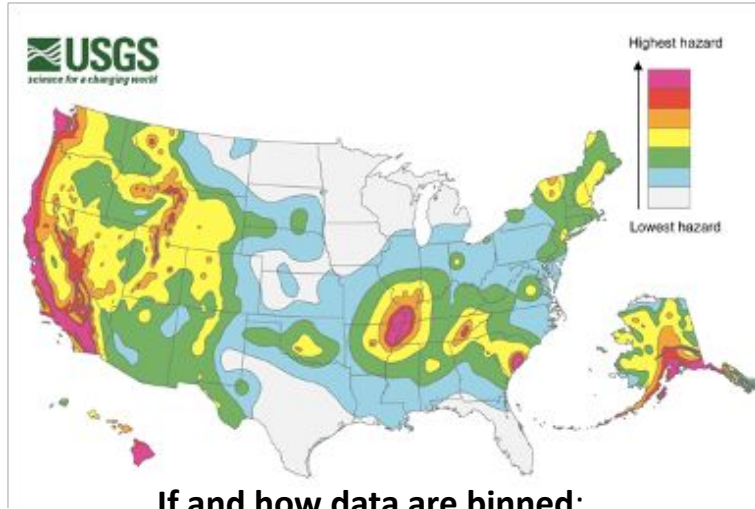 USGS
science for a changing world
Highest hazard
Lowest hazard
If and how data are binned: